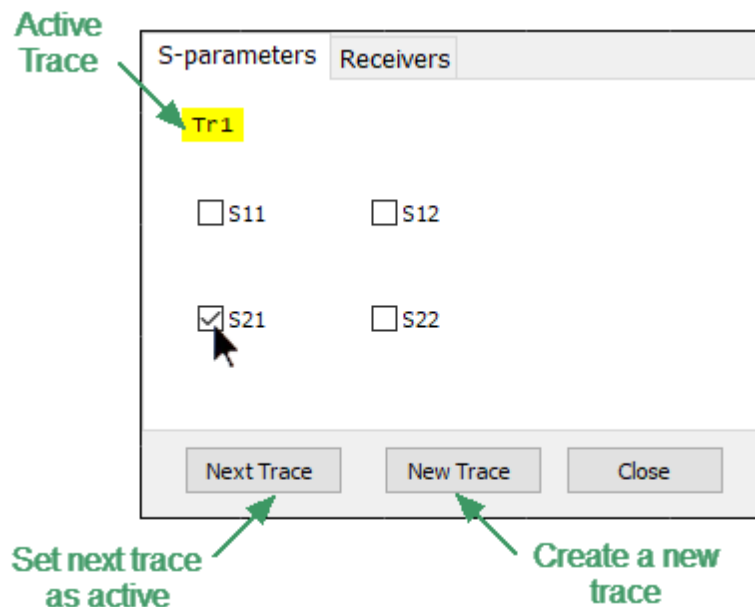 Active
Trace
S-parameters Receivers
Tr1
S11 S12
S21 S22
Next Trace New Trace Close
Set next trace
as active
Create a new
trace